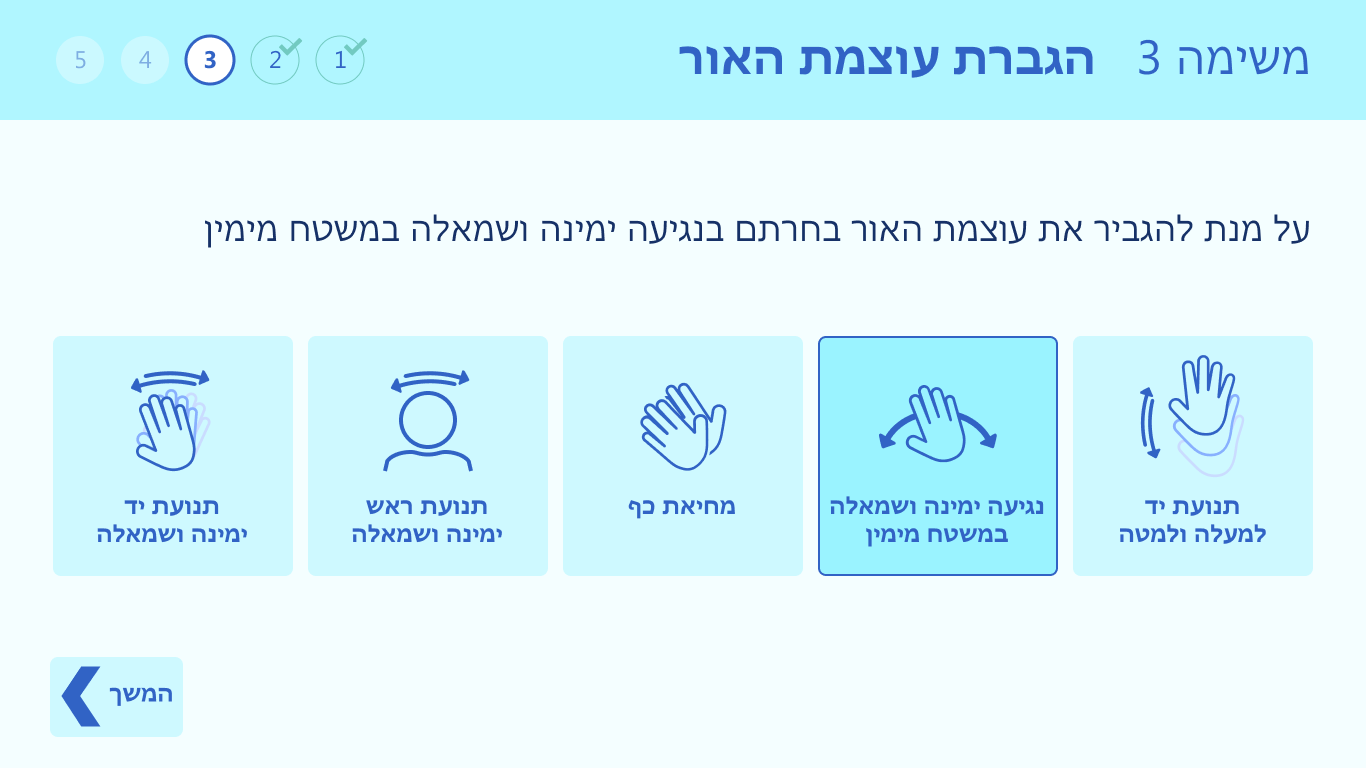 משימה 3 הגברת עוצמת האור
1 2 3 4 5
על מנת להגביר את עוצמת האור בחרתם בנגיעה ימינה ושמאלה במשטח מימין
תנועת יד
למעלה ולמטה
נגיעה ימינה ושמאלה
במשטח מימין
מחיאת כף
תנועת ראש
ימינה ושמאלה
תנועת יד
ימינה ושמאלה
המשך